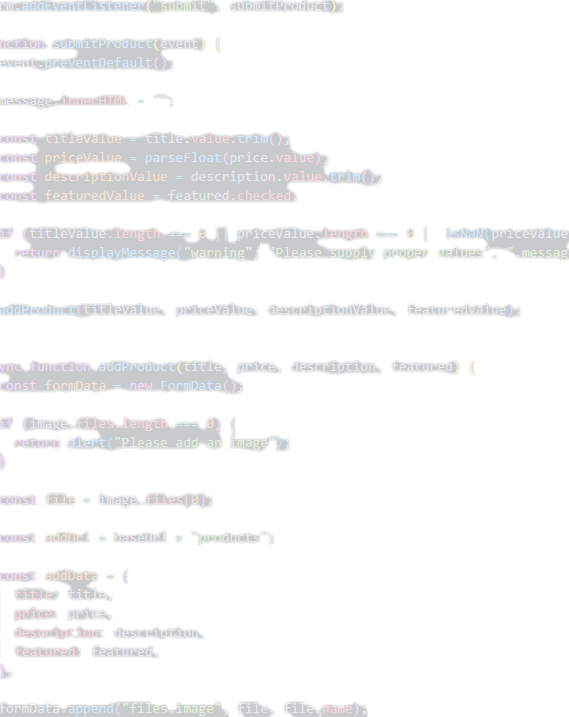 rm.addEventListener("submit", submitProduct);
nction submitProduct(event) {
event.preventDefault();
message.innerHTML = "";
const titleValue = title.value.trim();
const priceValue = parseFloat(price.value);
const descriptionValue = description.value.trim();
const featuredValue = featured.checked
if (titleValue.length === 0 || priceValue.length === 0 || isNaN(priceValue
return displayMessage("warning", "Please supply proper values", ".messag
}
addProduct(titleValue, priceValue, descriptionValue, featuredValue);
ync function addProduct(title, price, description, featured) {
const formData = new FormData();
if (image.files.length === 0) {
return alert("Please add an image");
}
const file = image.files[0];
const addUrl = baseUrl + "products";
const addData = {
title: title,
price: price,
description: description,
featured: featured,
};
formData.append("files.image", file, file.name);